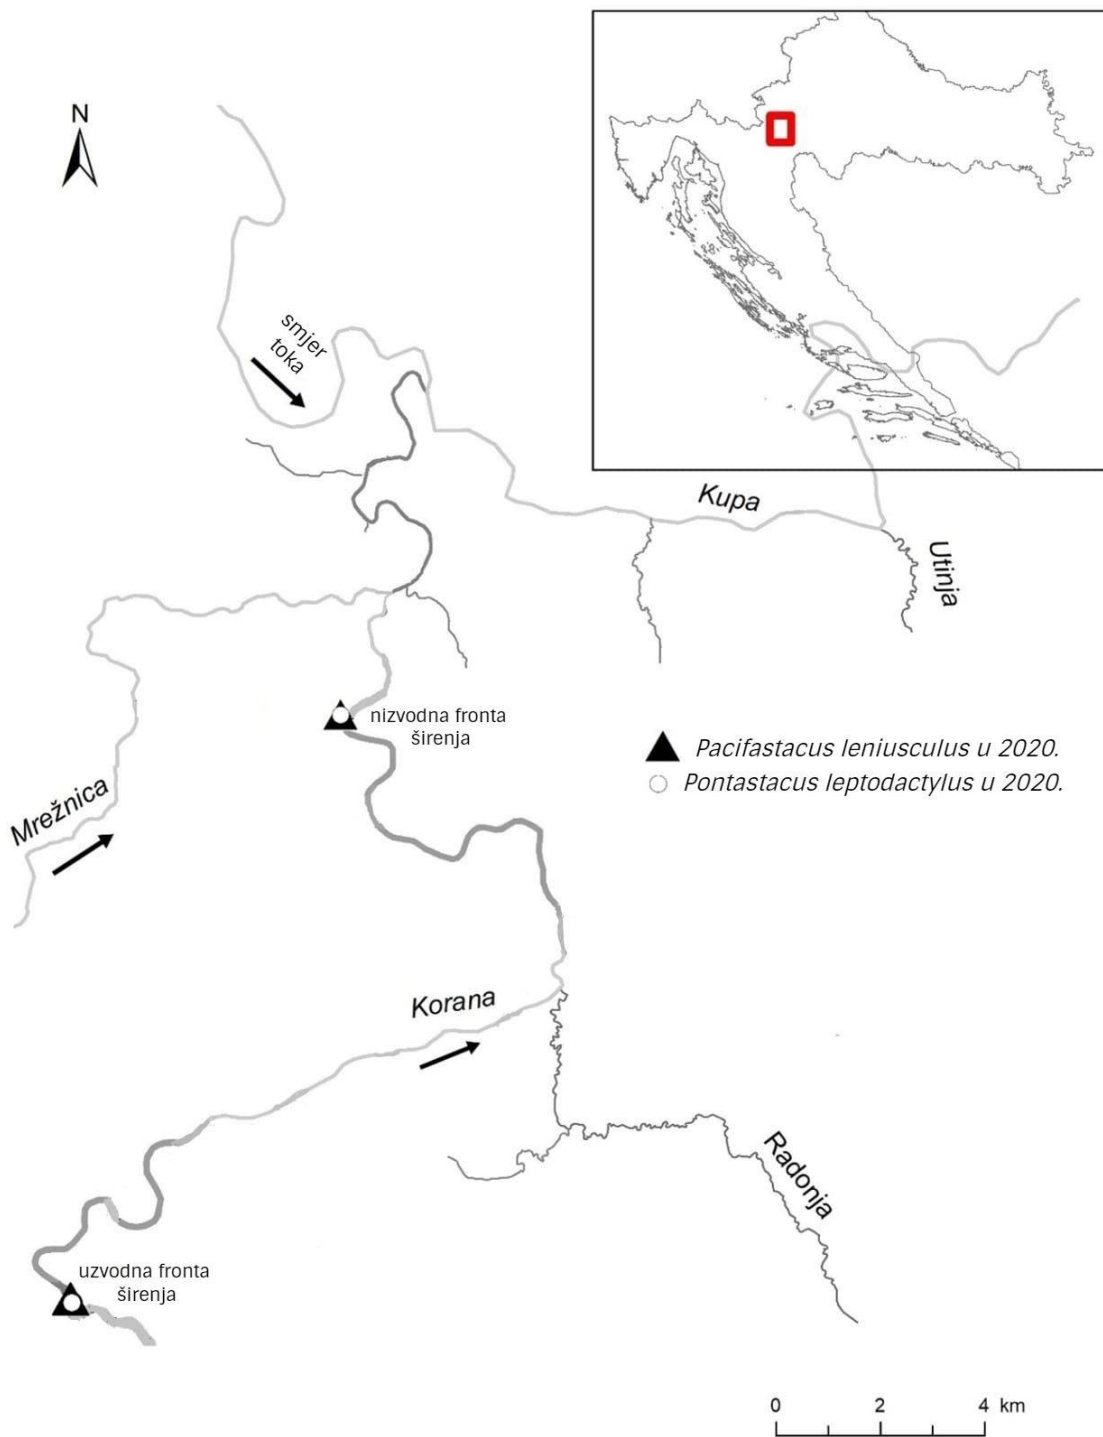 N
smjer
toka
Kupa
Utinja
nizvodna fronta
širenja
Pacifastacus leniusculus u 2020.
Pontastacus leptodactylus u 2020.
Mrežnica
Korana
Radonja
uzvodna fronta
širenja
0 2 4 km